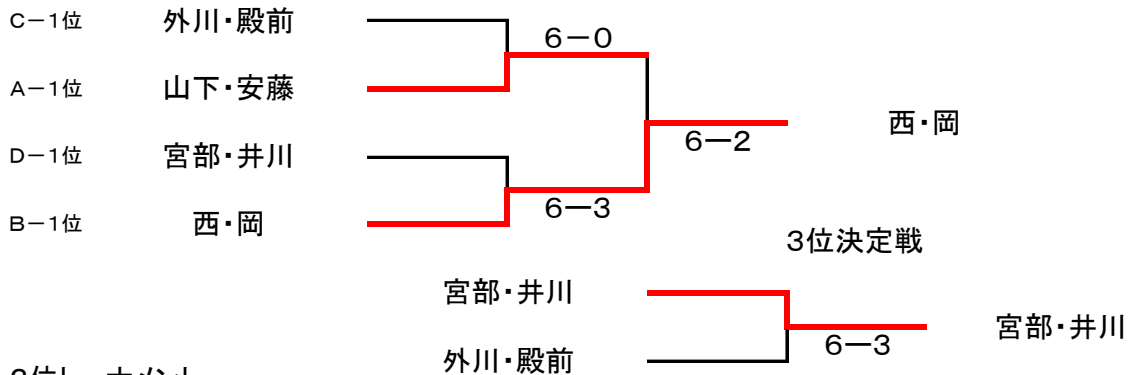 C－1位 外川・殿前
6－0
A－1位 山下・安藤
西・岡
6－2
D－1位 宮部・井川
B－1位 西・岡
6－3
3位決定戦
宮部・井川
宮部・井川
6－3
外川・殿前